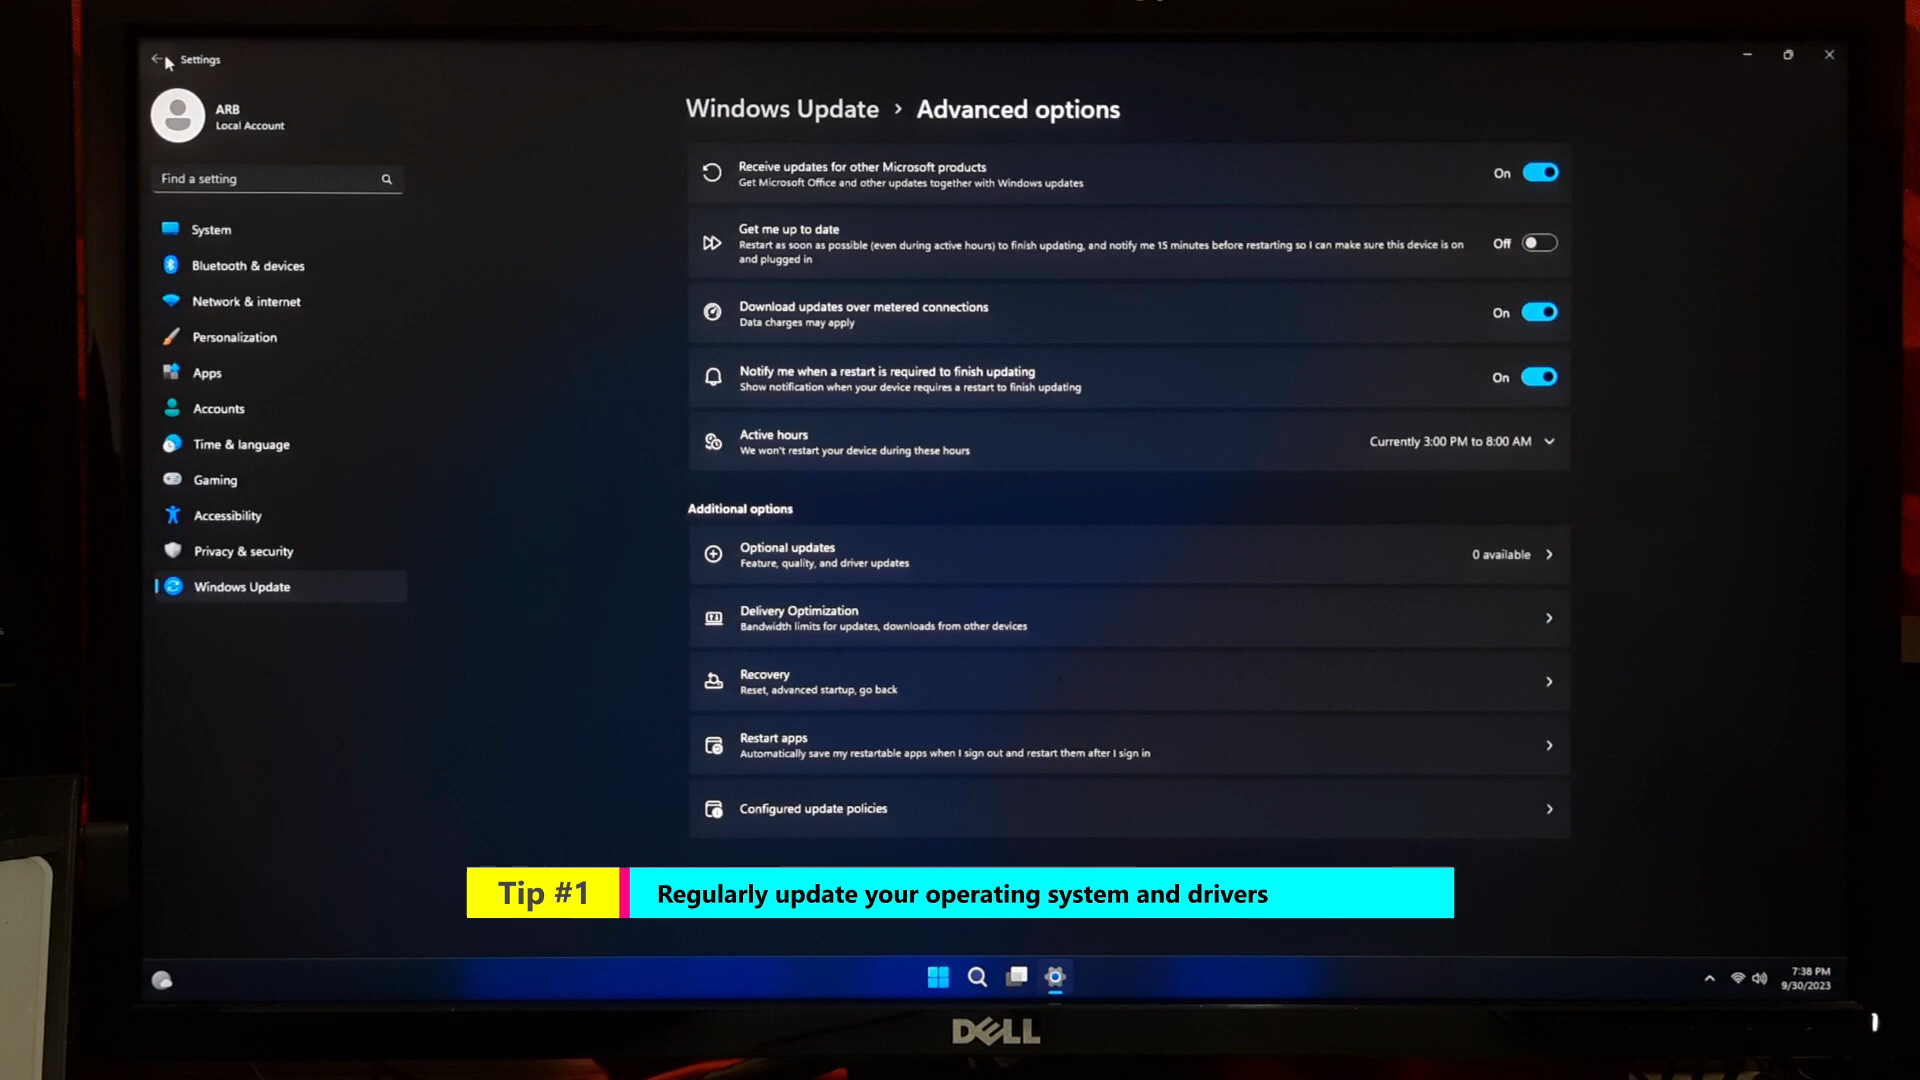 Settings
ARB
Local Account
Find a setting
System
Bluetooth & devices
Network & internet
Personalization
Apps
Accounts
Time & language
Gaming
Accessibility
Privacy & security
Windows Update
Windows Update › Advanced options
Receive updates for other Microsoft products
Get Microsoft Office and other updates together with Windows updates
On
Get me up to date
Restart as soon as possible (even during active hours) to finish updating, and notify me 15 minutes before restarting so I can make sure this device is on
and plugged in
Off
Download updates over metered connections
Data charges may apply
On
Notify me when a restart is required to finish updating
Show notification when your device requires a restart to finish updating
On
Active hours
We won't restart your device during these hours
Currently 3:00 PM to 8:00 AM
Additional options
Optional updates
Feature, quality, and driver updates
0 available
Delivery Optimization
Bandwidth limits for updates, downloads from other devices
Recovery
Reset, advanced startup, go back
Restart apps
Automatically save my restartable apps when I sign out and restart them after I sign in
Configured update policies
Tip #1
Regularly update your operating system and drivers
7:38 PM
9/30/2023
DELL